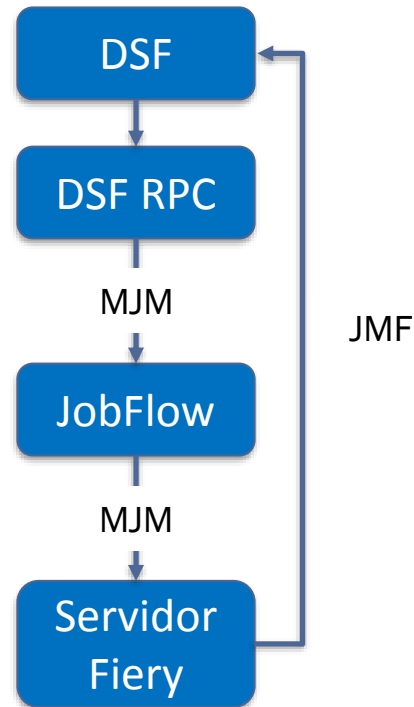 DSF
DSF RPC
MJM
JMF
JobFlow
MJM
Servidor
Fiery